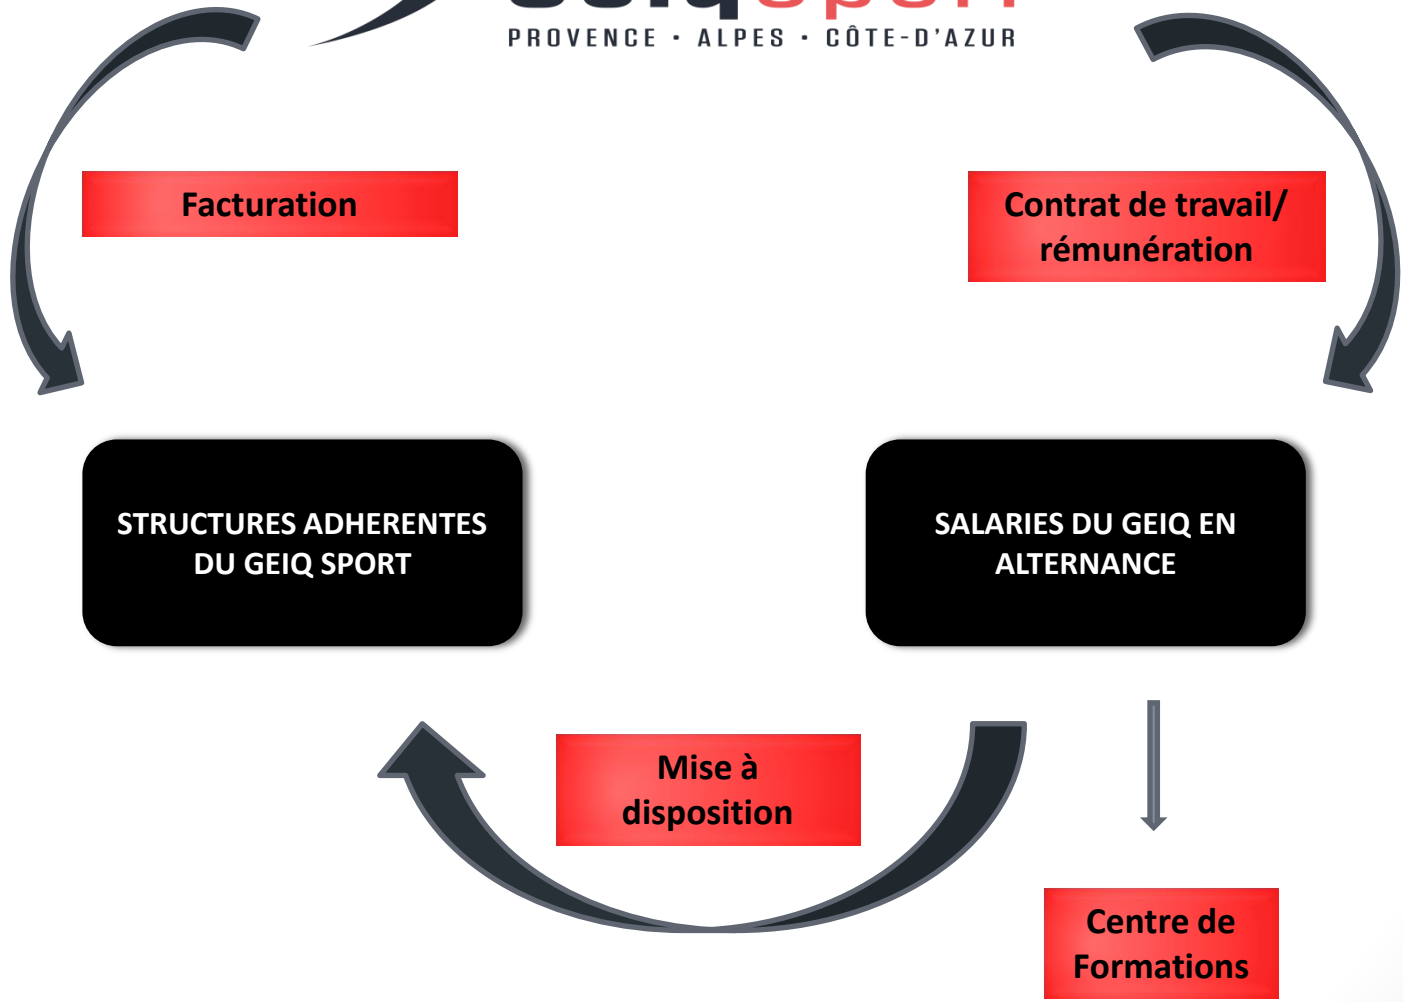 geiqsport
PROVENCE • ALPES • CÔTE-D'AZUR
Facturation
Contrat de travail/
rémunération
STRUCTURES ADHERENTES
DU GEIQ SPORT
SALARIES DU GEIQ EN
ALTERNANCE
Mise à
disposition
Centre de
Formations